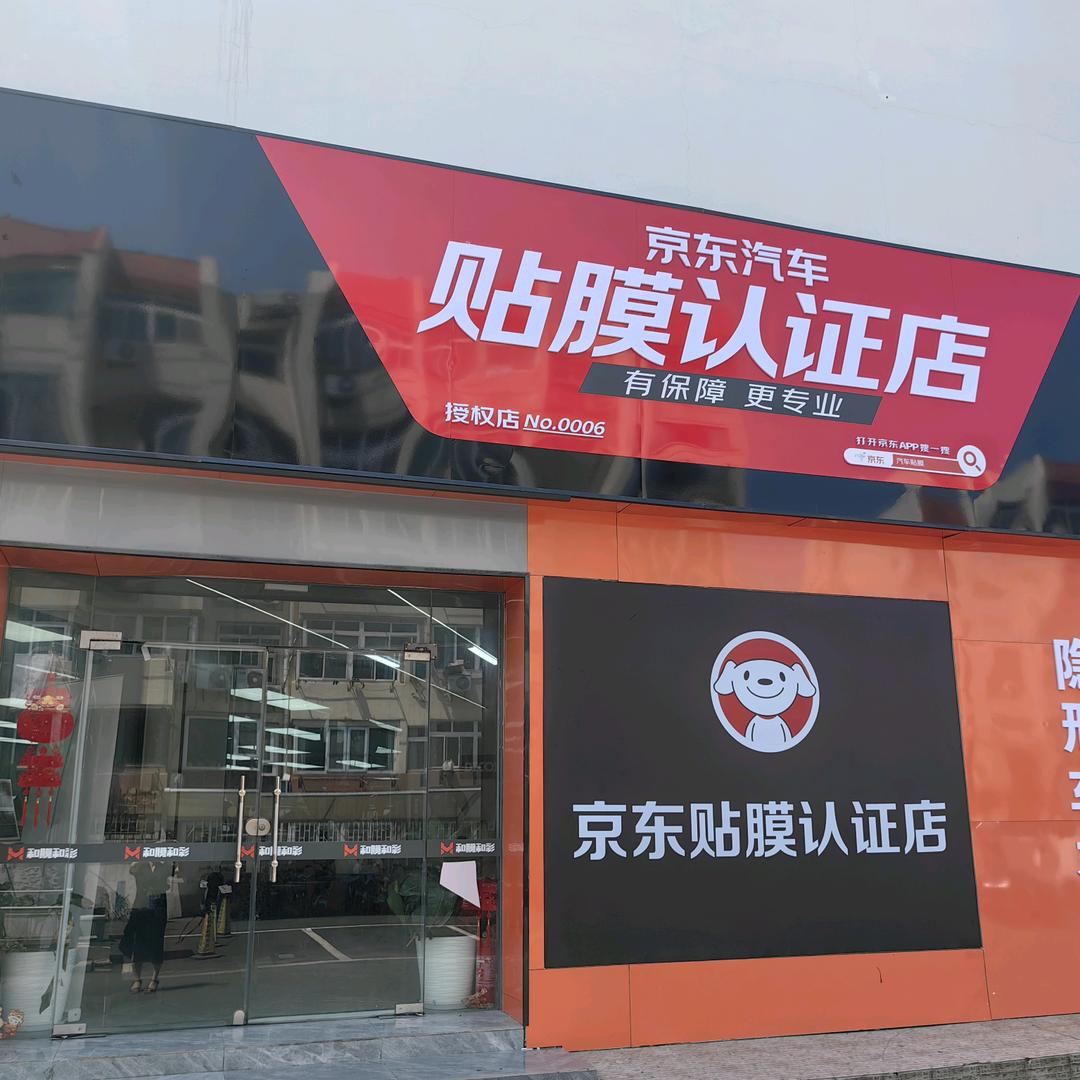 京东汽车
贴膜认证店
有保障 更专业
授权店 No.0006
打开京东APP搜一搜
京东 汽车贴膜
京东贴膜认证店
隐形车
和膜和彩 和膜和彩 和膜和彩 和膜和彩 和膜和彩